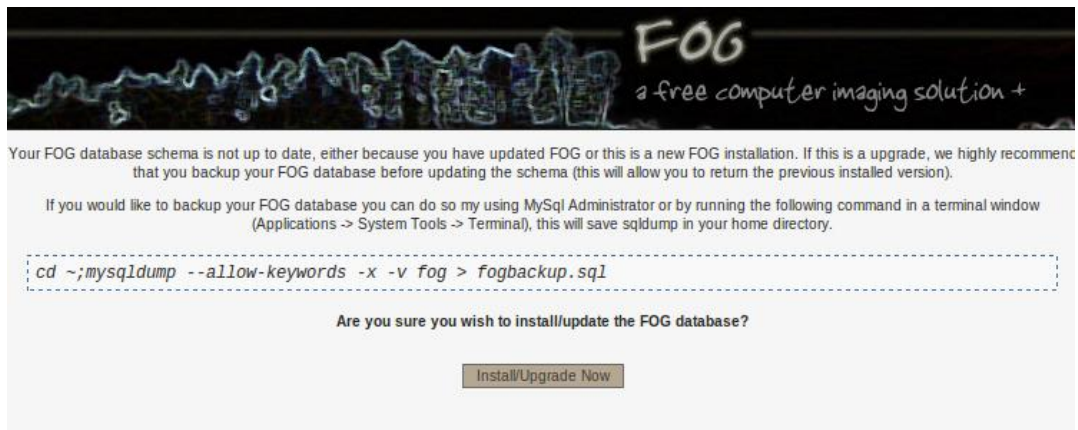 FOG
a free computer imaging solution +
Your FOG database schema is not up to date, either because you have updated FOG or this is a new FOG installation. If this is a upgrade, we highly recommend
that you backup your FOG database before updating the schema (this will allow you to return the previous installed version).
If you would like to backup your FOG database you can do so my using MySql Administrator or by running the following command in a terminal window
(Applications -> System Tools -> Terminal), this will save sqldump in your home directory.
cd ~;mysqldump --allow-keywords -x -v fog > fogbackup.sql
Are you sure you wish to install/update the FOG database?
Install/Upgrade Now